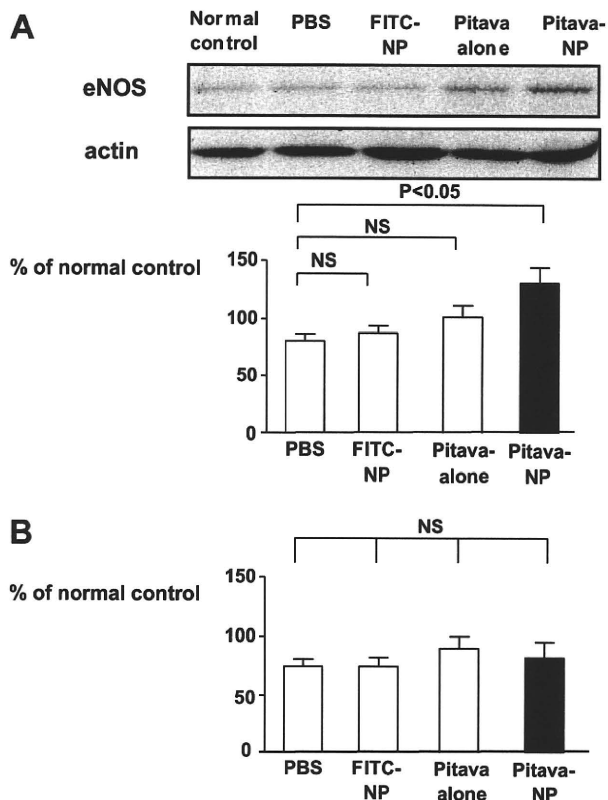 A
Normal control PBS FITC-NP Pitava alone Pitava-NP
eNOS
actin
P<0.05
NS
% of normal control
NS
150
100
50
0
PBS FITC-NP Pitava-alone Pitava-NP
B
NS
% of normal control
150
100
50
0
PBS FITC-NP Pitava alone Pitava-NP